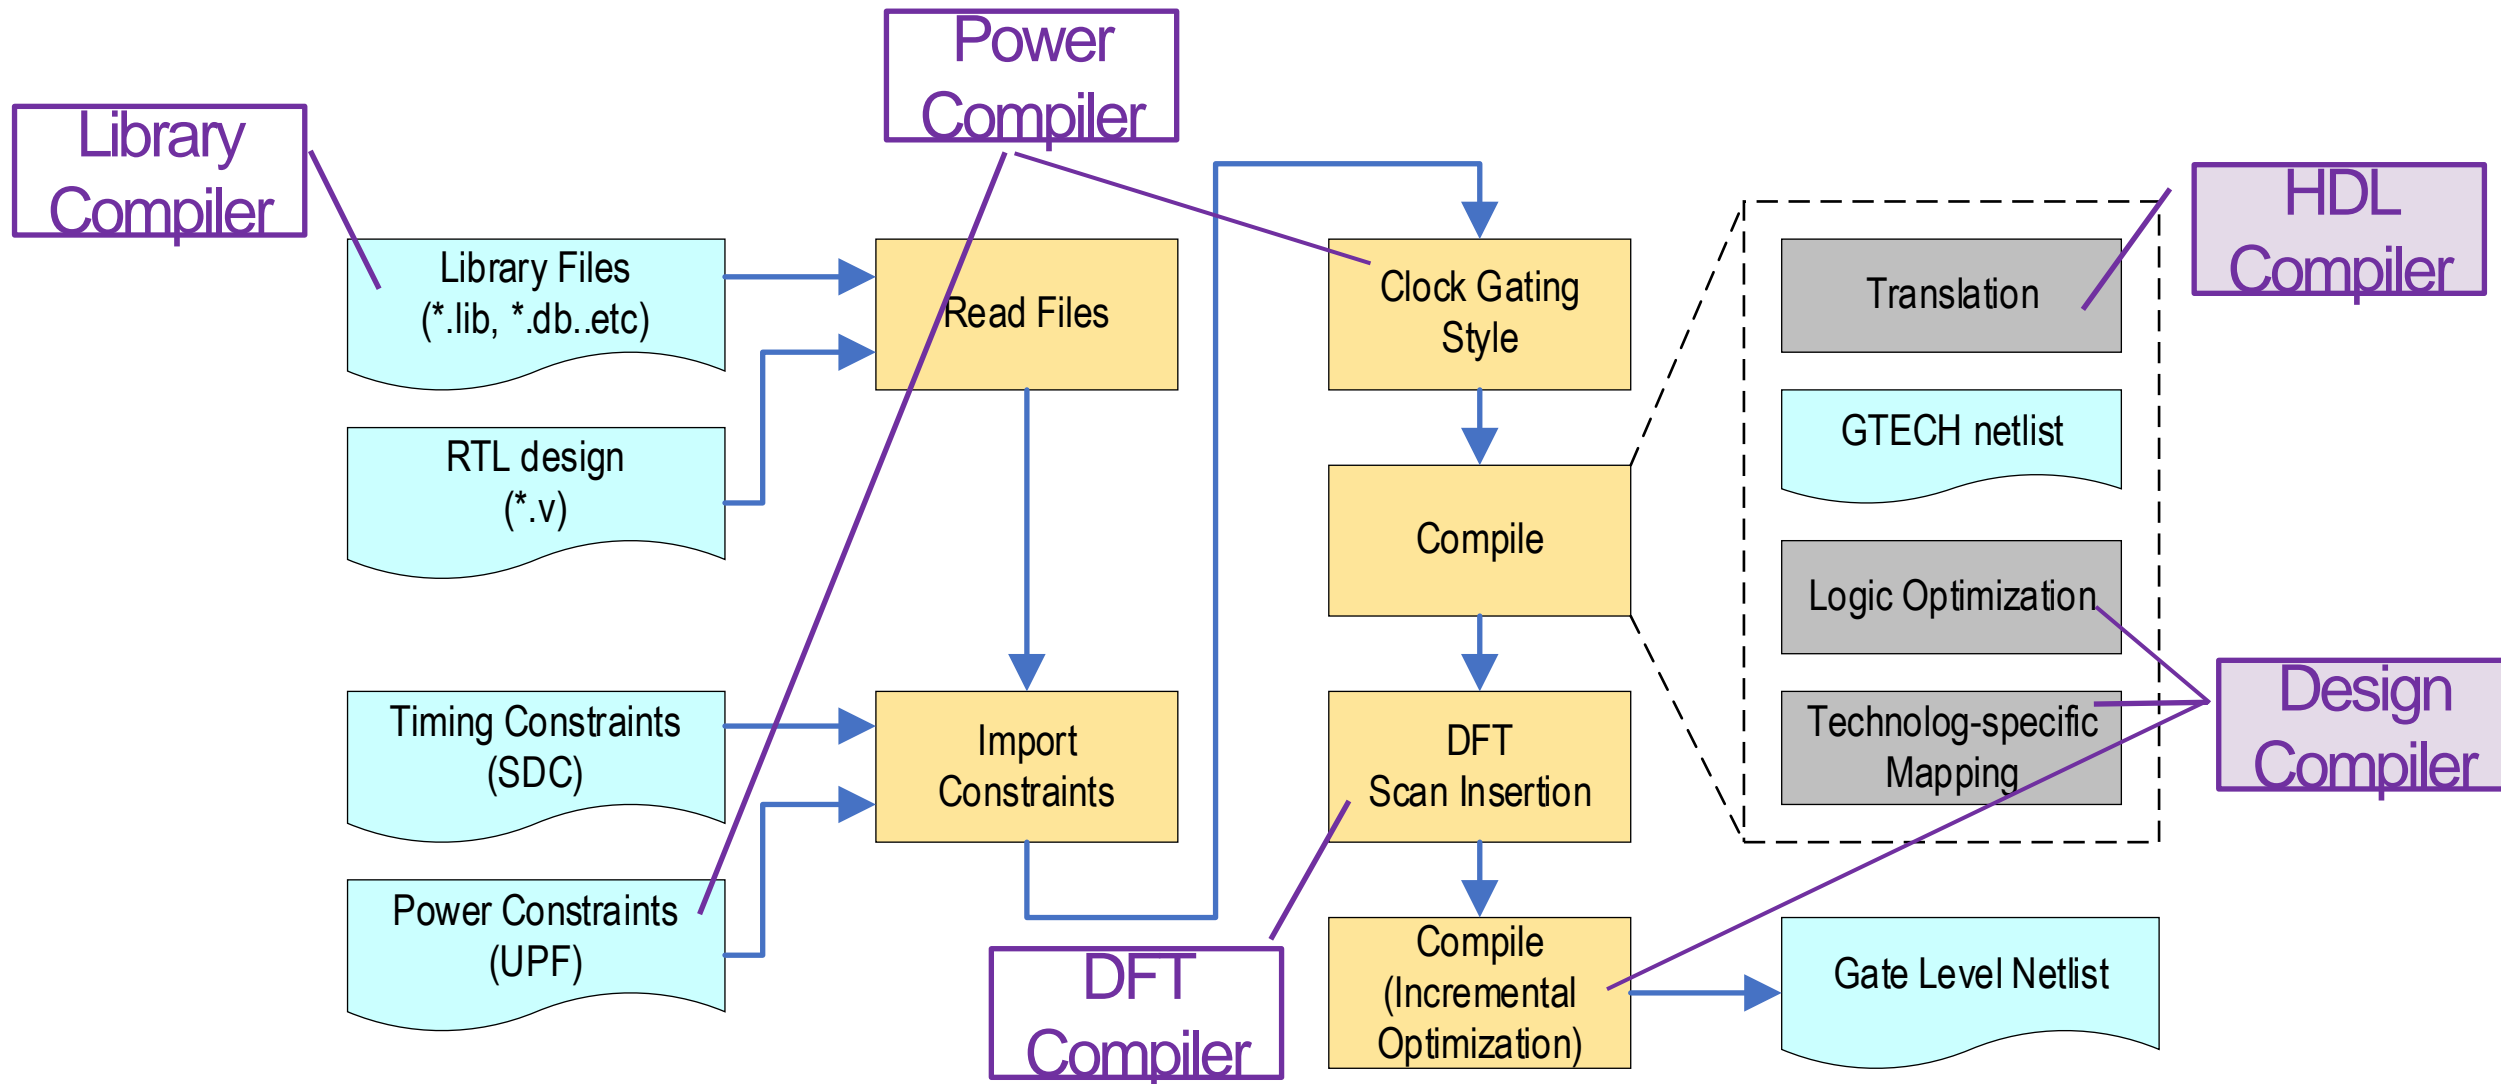 Power
Compiler
Library
Compiler
HDL
Compiler
Library Files
(*.lib, *.db..etc)
Read Files
Clock Gating
Style
Translation
RTL design
(*.v)
GTECH netlist
Compile
Logic Optimization
Timing Constraints
(SDC)
Import
Constraints
DFT
Scan Insertion
Technolog-specific
Mapping
Design
Compiler
Power Constraints
(UPF)
DFT
Compiler
Compile
(Incremental
Optimization)
Gate Level Netlist